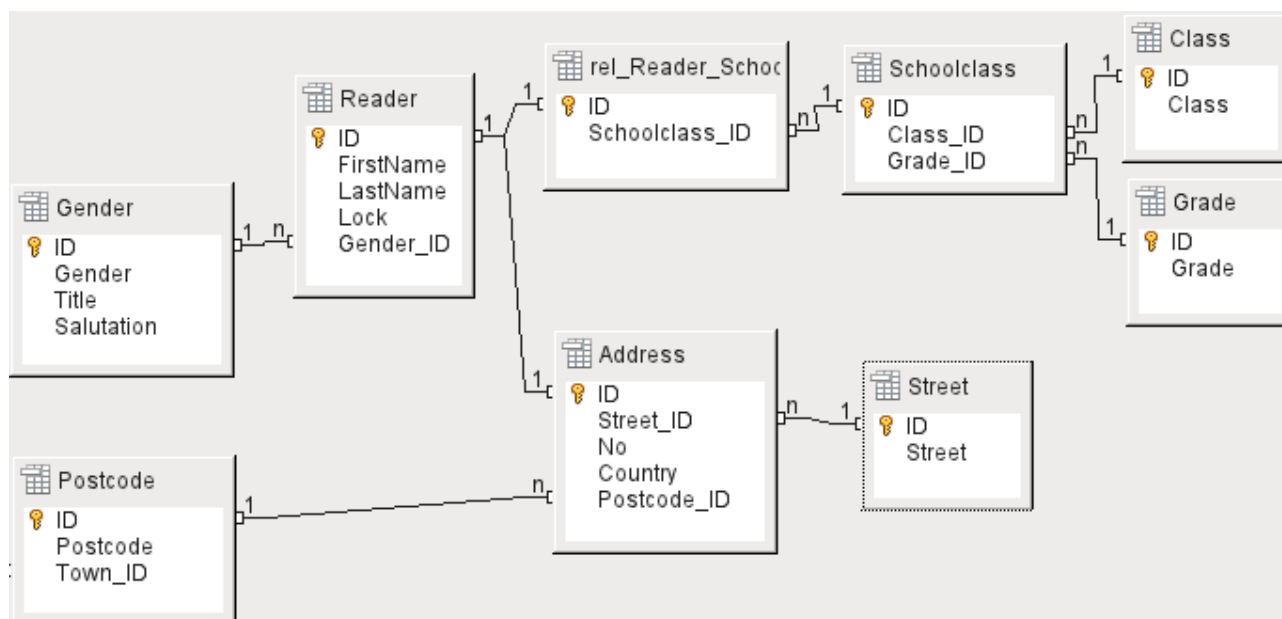 Gender
ID
Gender
Title
Salutation
1
n
Reader
ID
FirstName
LastName
Lock
Gender_ID
1
1
rel_Reader_Schoo
ID
Schoolclass_ID
n
1
Schoolclass
ID
Class_ID
Grade_ID
n
n
1
Class
ID
Class
1
Grade
ID
Grade
1
Address
ID
Street_ID
No
Country
Postcode_ID
n
1
Street
ID
Street
Postcode
ID
Postcode
Town_ID
1
n